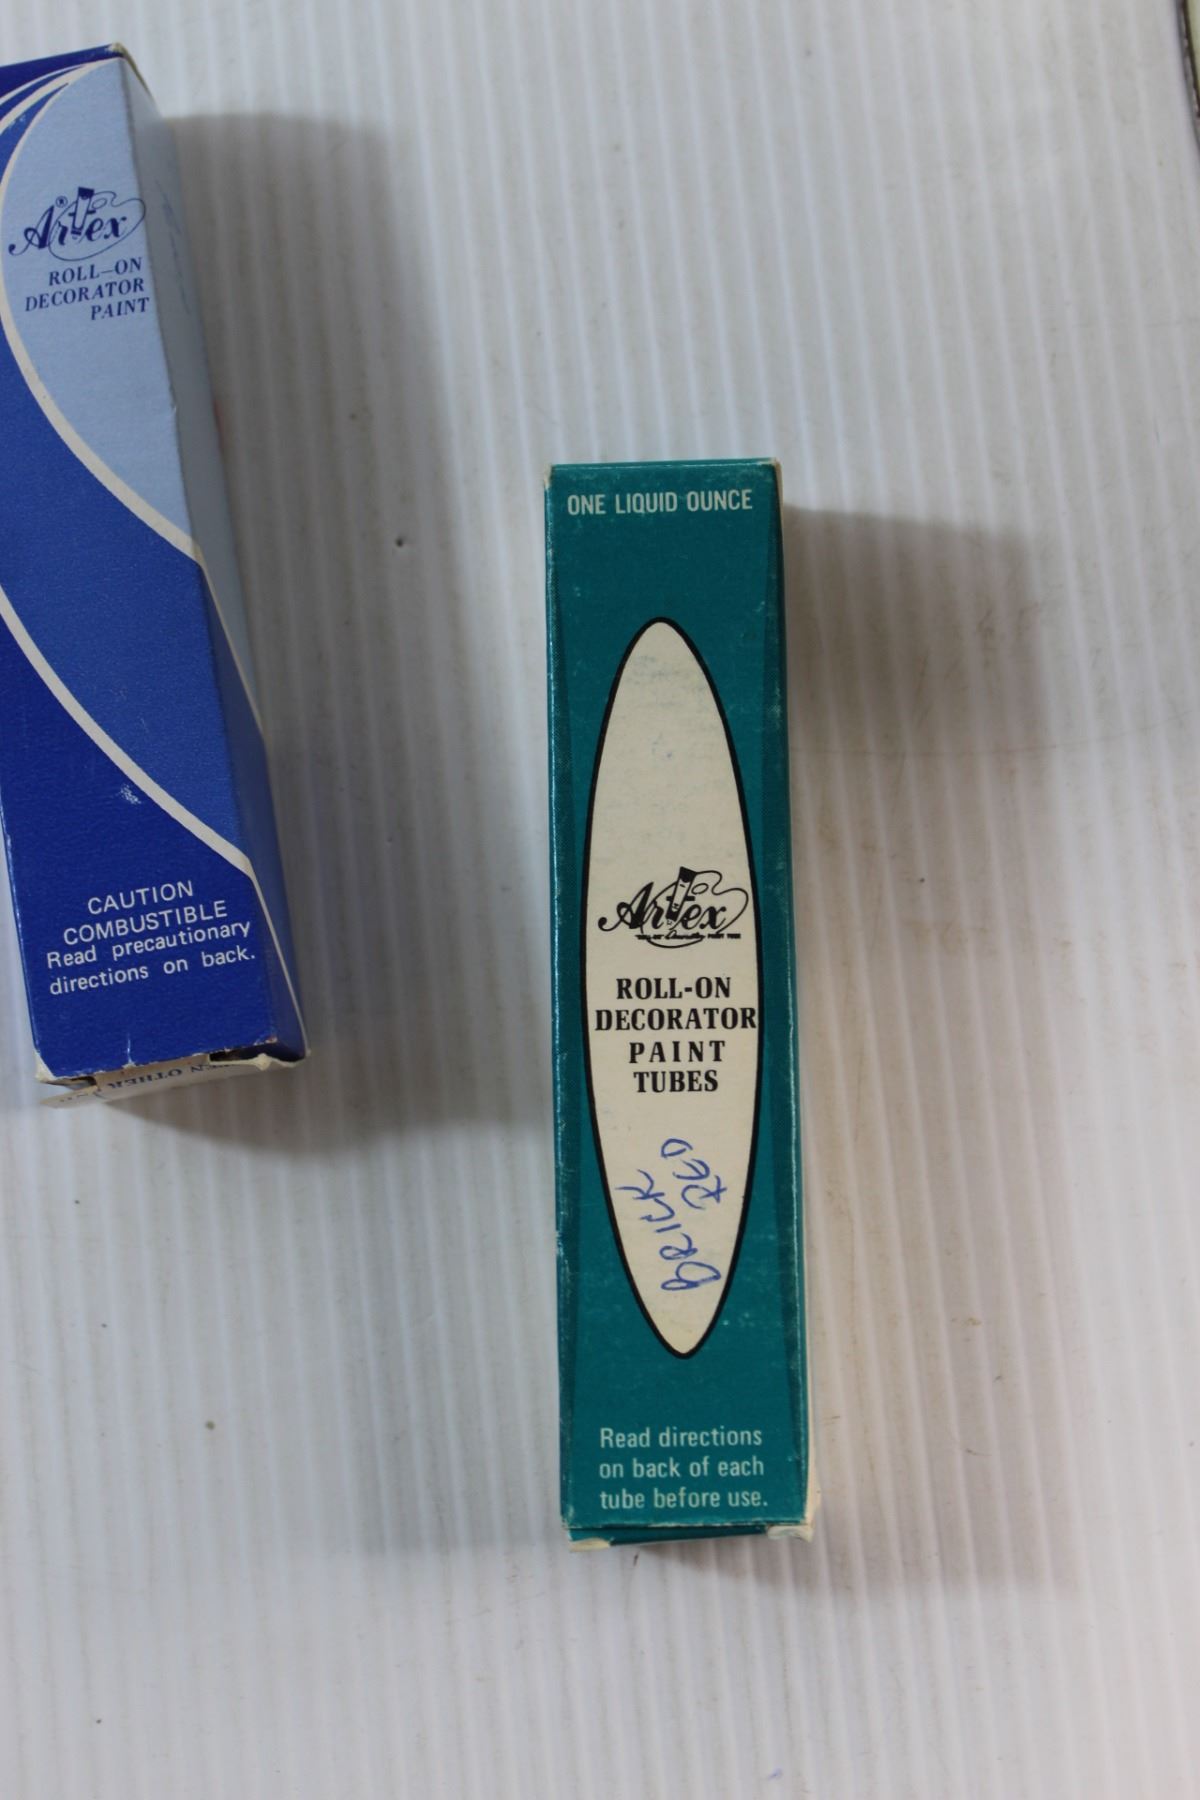 Artex®
ROLL-ON
DECORATOR
PAINT
CAUTION
COMBUSTIBLE
Read precautionary
directions on back.
OTHER
ONE LIQUID OUNCE
Artex
ROLL-ON
DECORATOR
PAINT
TUBES
BRICK
RED
Read directions
on back of each
tube before use.